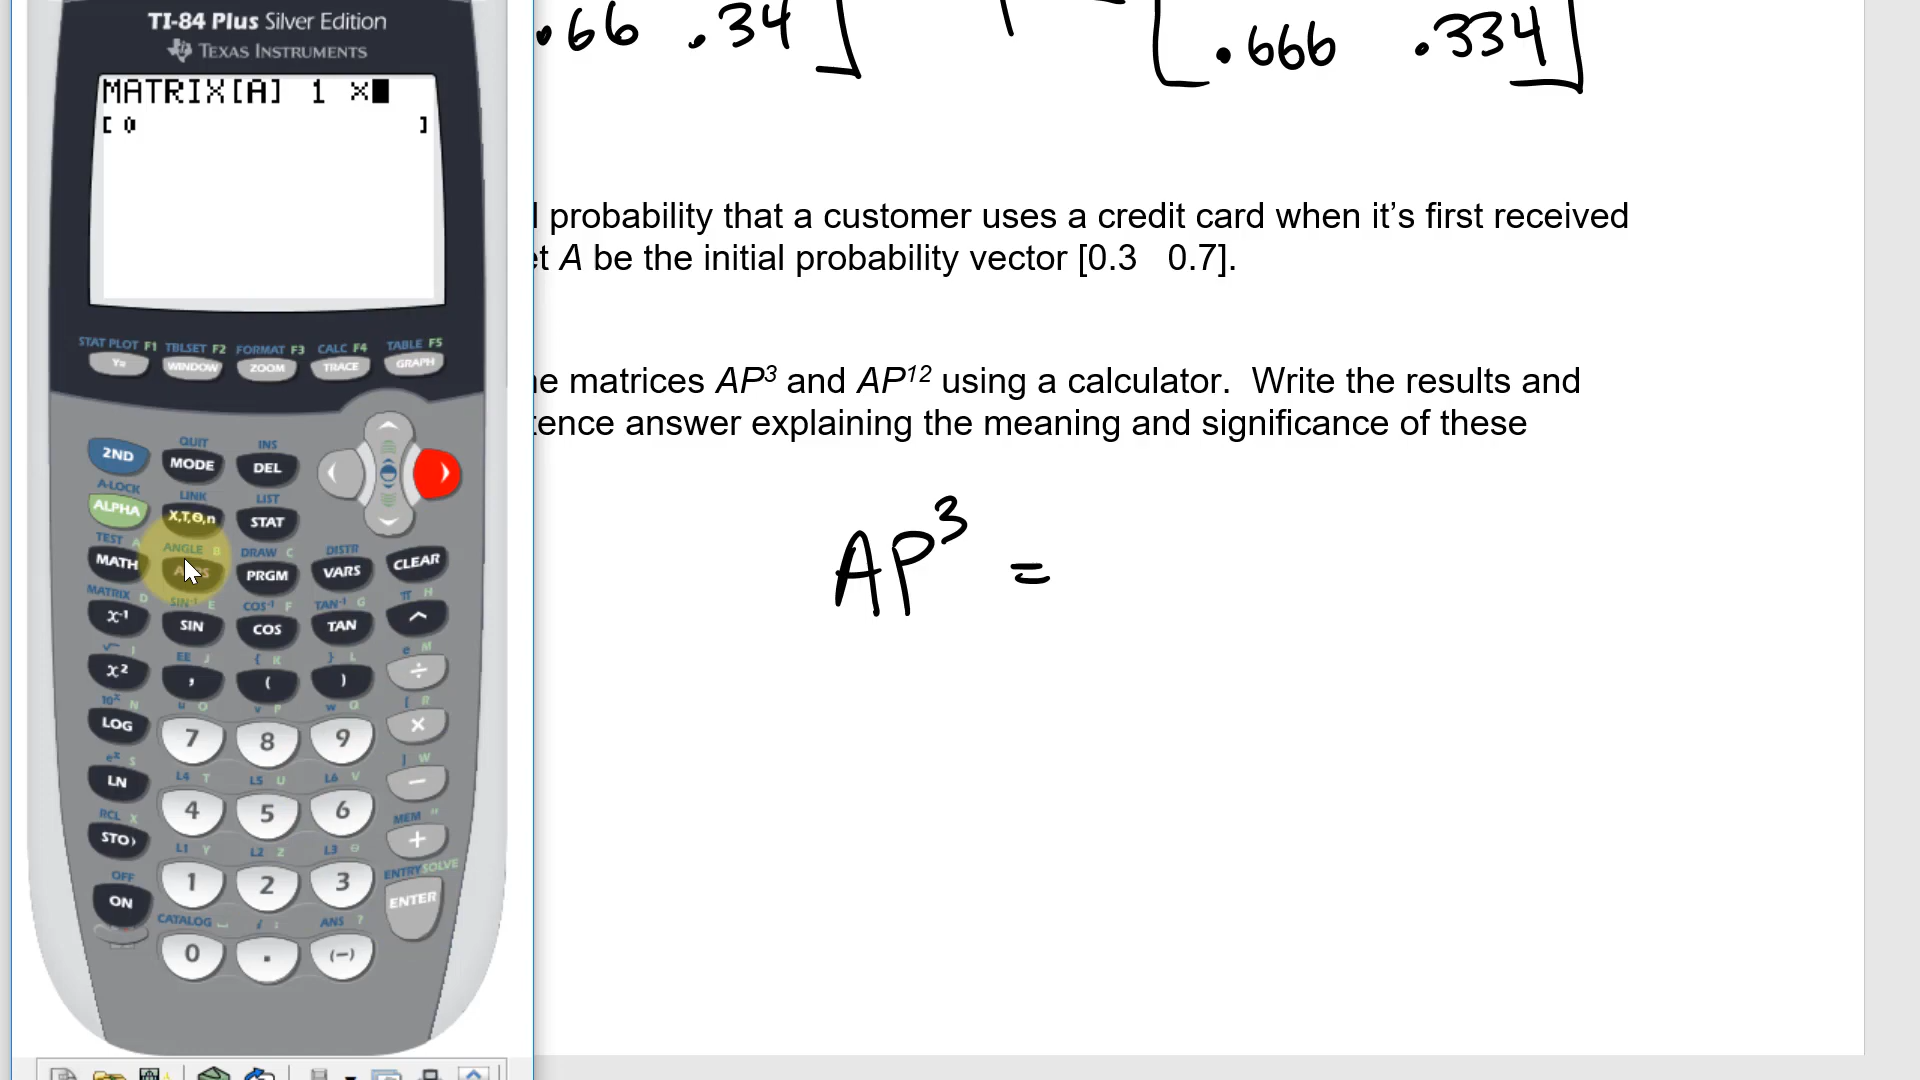 TI-84 Plus Silver Edition
TEXAS INSTRUMENTS
MATRIX[A] 1 ×
[ 0 ]
.66 .34
.666 .334
probability that a customer uses a credit card when it’s first received
A be the initial probability vector [0.3 0.7].
matrices AP³ and AP¹² using a calculator. Write the results and
answer explaining the meaning and significance of these
AP³ =
STAT PLOT F1 TBLSET F2 FORMAT F3 CALC F4 TABLE F5
Y= WINDOW ZOOM TRACE GRAPH
QUIT INS
2ND MODE DEL
A-LOCK LINK LIST
ALPHA X,T,Θ,n STAT
TEST A ANGLE B DRAW C DISTR
MATH PRGM VARS CLEAR
MATRIX D SIN⁻¹ E COS⁻¹ F TAN⁻¹ G π H
x⁻¹ SIN COS TAN ^
√ I EE J { K } L e M
x² , ( ) ÷
10ˣ N u O v P w Q [ R
LOG 7 8 9 ×
eˣ S L4 T L5 U L6 V ] W
LN 4 5 6 −
RCL X L1 Y L2 Z L3 θ MEM "
STO› 1 2 3 +
OFF CATALOG i : ANS ? ENTRY SOLVE
ON 0 . (−) ENTER